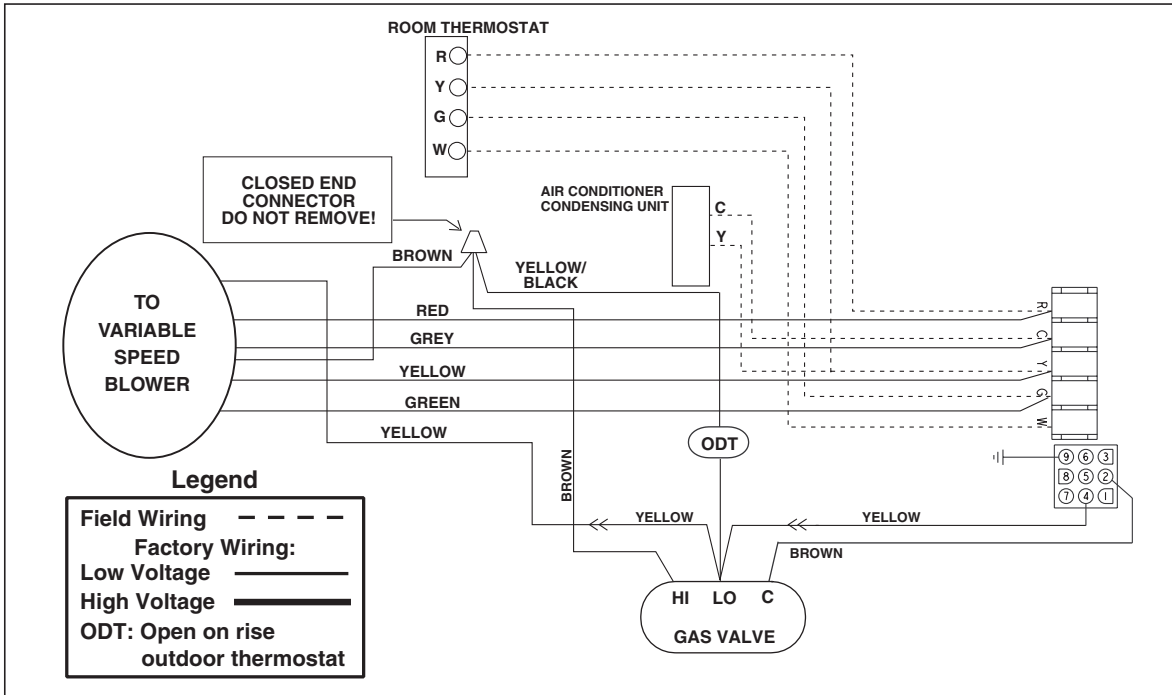 ROOM THERMOSTAT
R
Y
G
W
CLOSED END
CONNECTOR
DO NOT REMOVE!
AIR CONDITIONER
CONDENSING UNIT
C
Y
BROWN
YELLOW/
BLACK
TO
VARIABLE
SPEED
BLOWER
RED
GREY
YELLOW
GREEN
YELLOW
R
C
Y
G
W
ODT
BROWN
9 6 3
8 5 2
7 4 1
YELLOW
YELLOW
BROWN
HI LO C
GAS VALVE
Legend
Field Wiring
Factory Wiring:
Low Voltage
High Voltage
ODT: Open on rise
outdoor thermostat